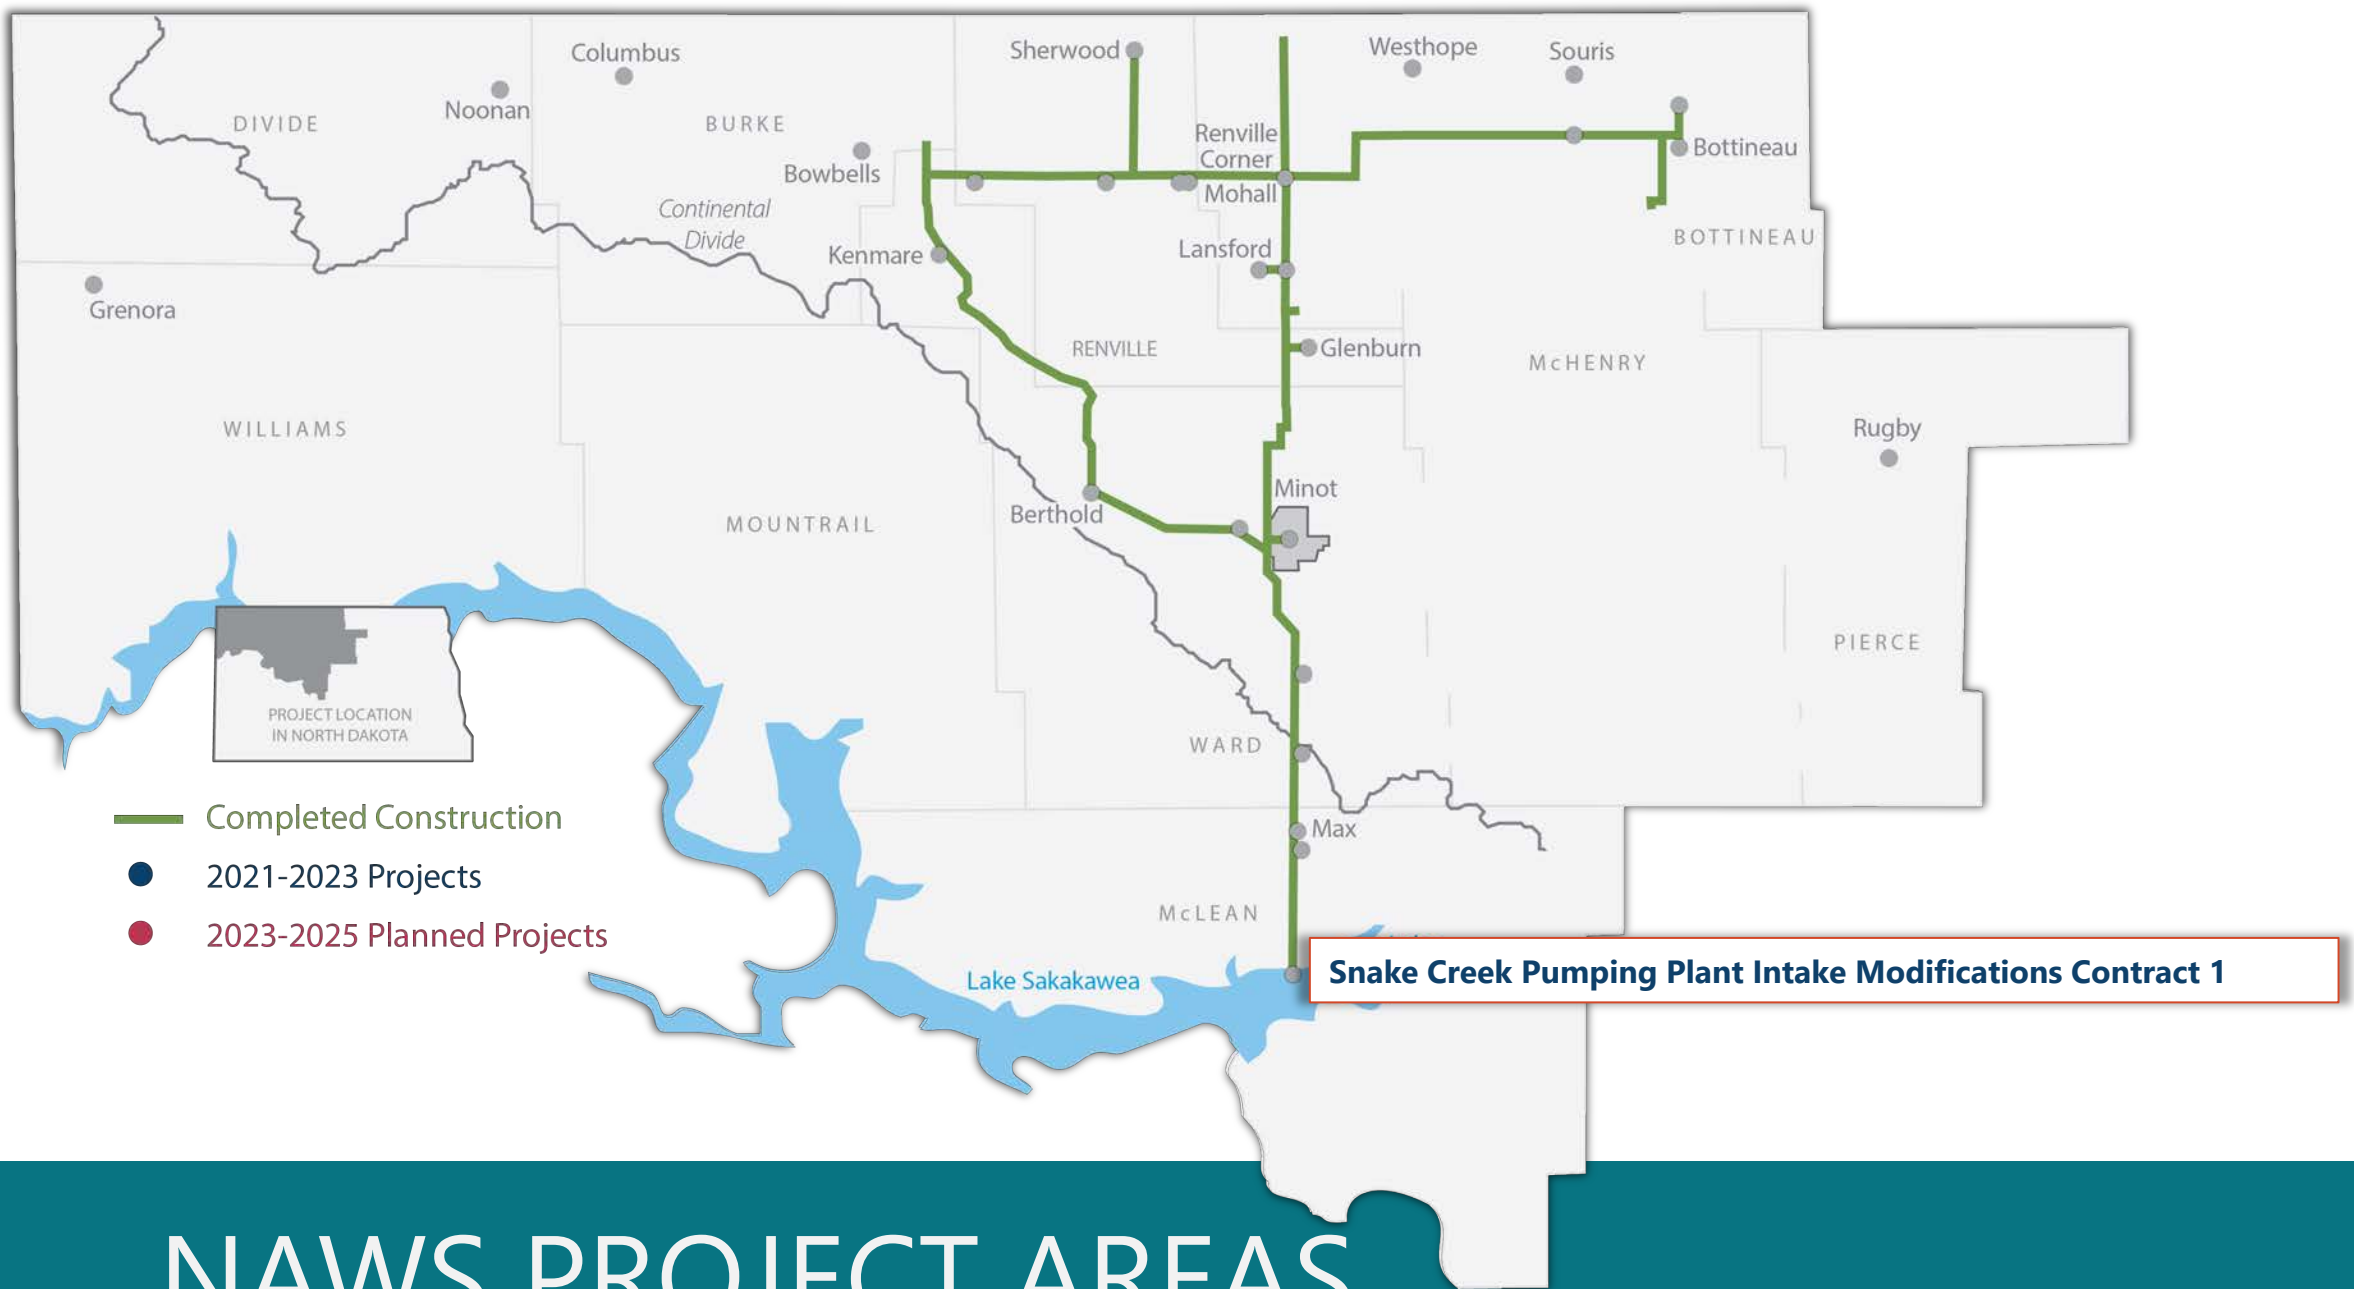 Columbus
Sherwood
Westhope
Souris
Noonan
DIVIDE
BURKE
Renville
Corner
Bottineau
Bowbells
Mohall
Continental
Divide
Kenmare
Lansford
BOTTINEAU
Grenora
RENVILLE
Glenburn
McHENRY
WILLIAMS
Rugby
Minot
Berthold
MOUNTRAIL
PIERCE
PROJECT LOCATION
IN NORTH DAKOTA
WARD
Completed Construction
Max
2021-2023 Projects
McLEAN
2023-2025 Planned Projects
Lake Sakakawea
Snake Creek Pumping Plant Intake Modifications Contract 1
NAWS PROJECT AREAS